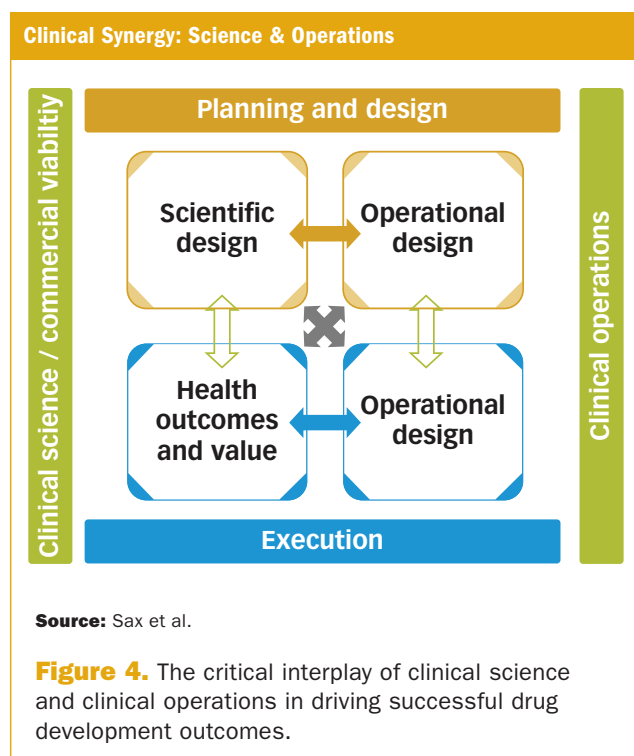 Clinical Synergy: Science & Operations
Clinical science / commercial viabiltiy
Planning and design
Scientific
design
Operational
design
Health
outcomes
and value
Operational
design
Execution
Clinical operations
Source: Sax et al.
Figure 4. The critical interplay of clinical science
and clinical operations in driving successful drug
development outcomes.